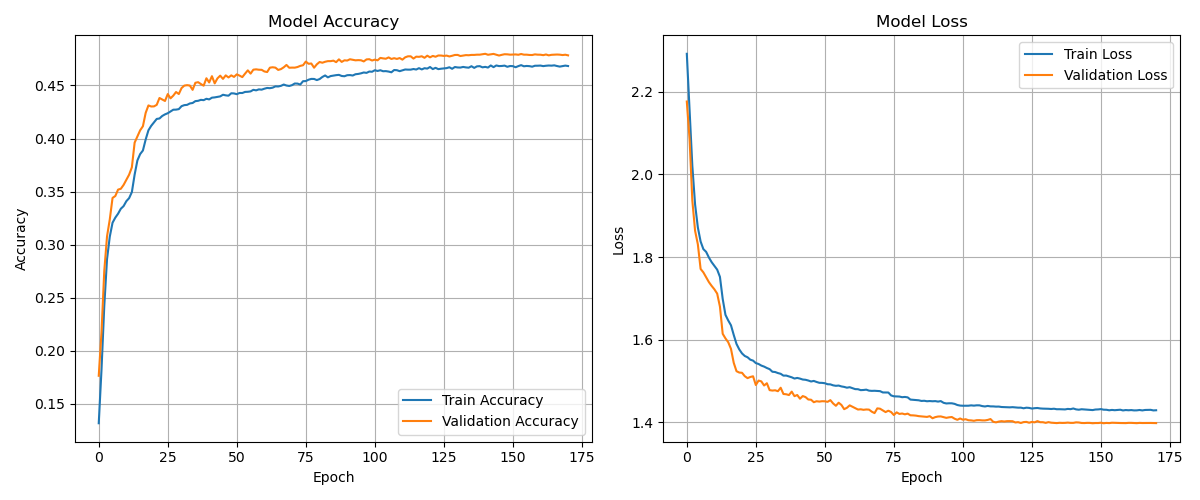 Model Accuracy
Accuracy
0.45
0.40
0.35
0.30
0.25
0.20
0.15
0 25 50 75 100 125 150 175
Epoch
Train Accuracy
Validation Accuracy
Model Loss
Loss
2.2
2.0
1.8
1.6
1.4
0 25 50 75 100 125 150 175
Epoch
Train Loss
Validation Loss